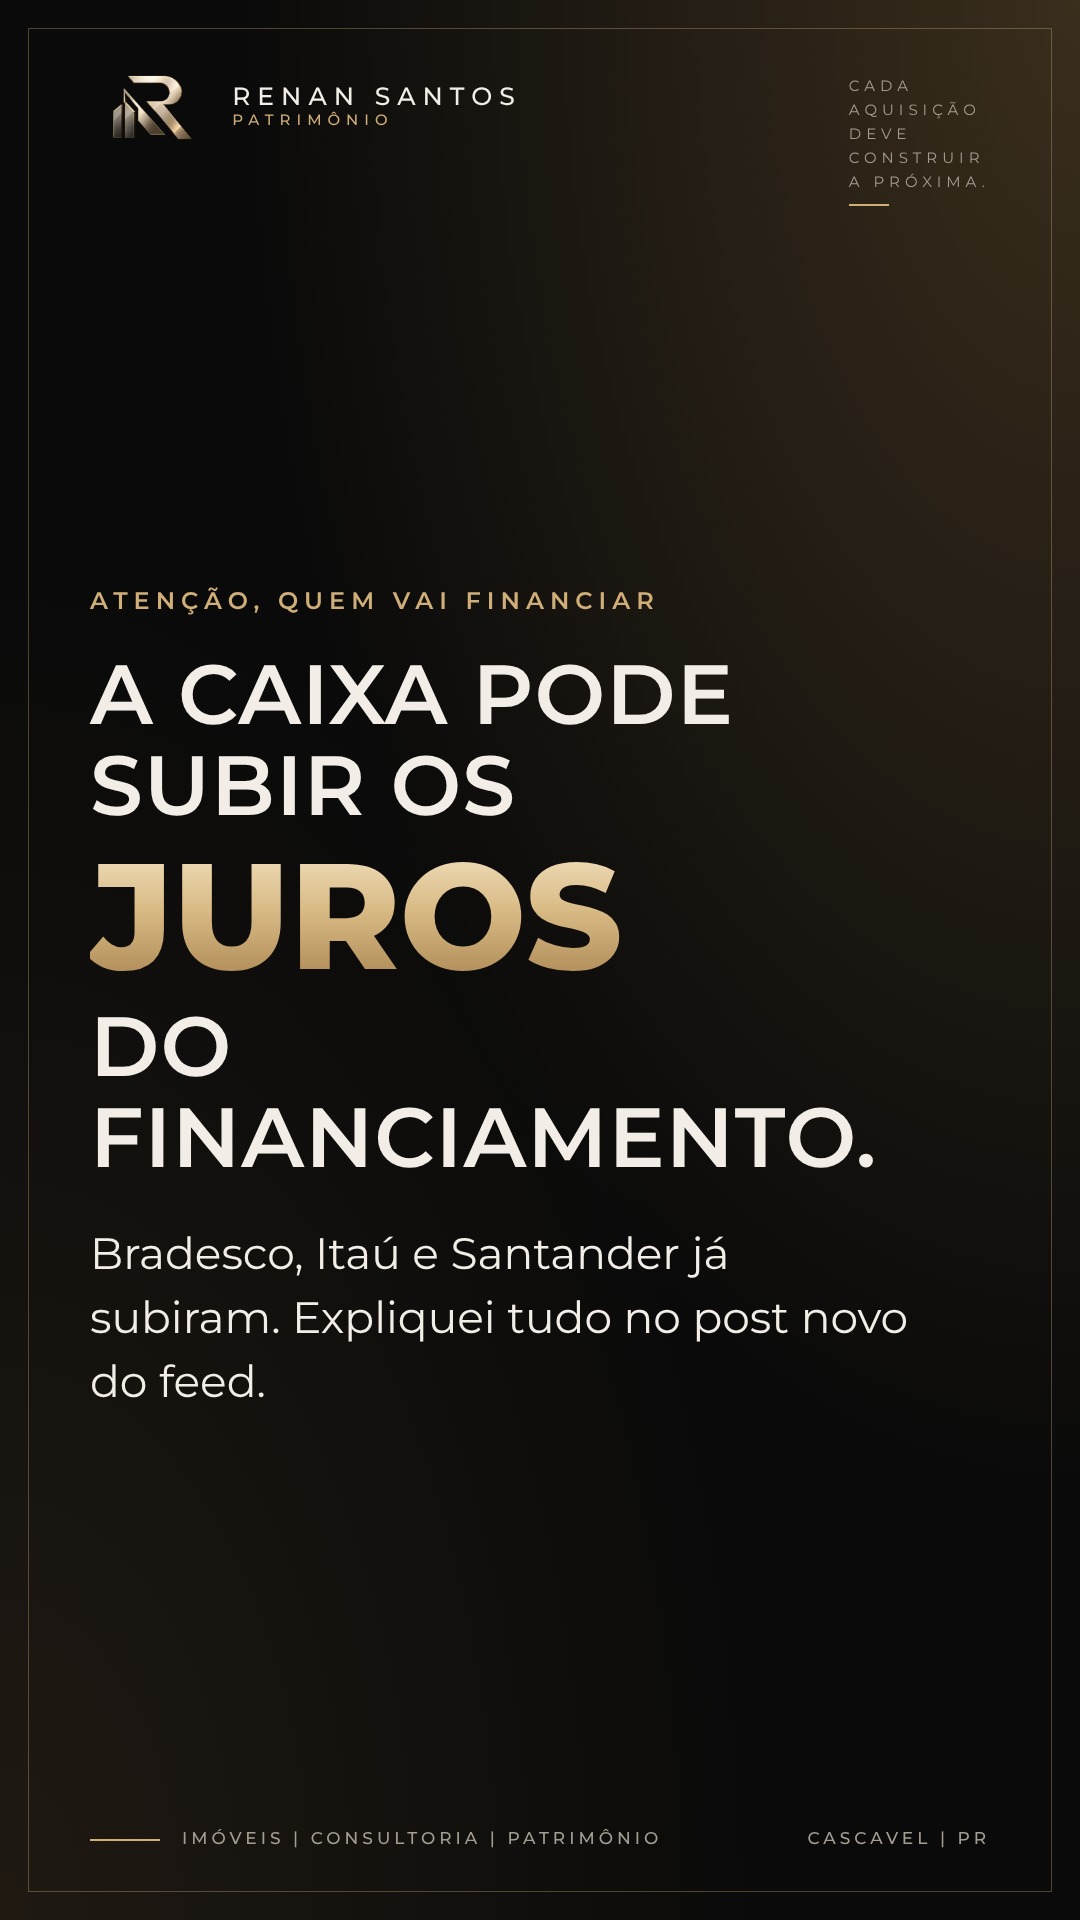 RENAN SANTOS
PATRIMÔNIO
CADA
AQUISIÇÃO
DEVE
CONSTRUIR
A PRÓXIMA.
ATENÇÃO, QUEM VAI FINANCIAR
A CAIXA PODE
SUBIR OS
JUROS
DO
FINANCIAMENTO.
Bradesco, Itaú e Santander já
subiram. Expliquei tudo no post novo
do feed.
IMÓVEIS | CONSULTORIA | PATRIMÔNIO
CASCAVEL | PR